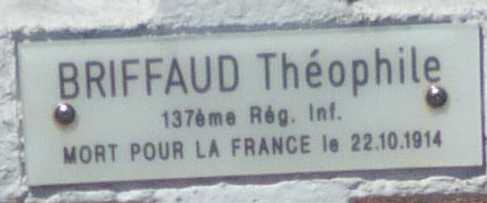 BRIFFAUD Théophile
137ème Rég. Inf.
MORT POUR LA FRANCE le 22.10.1914